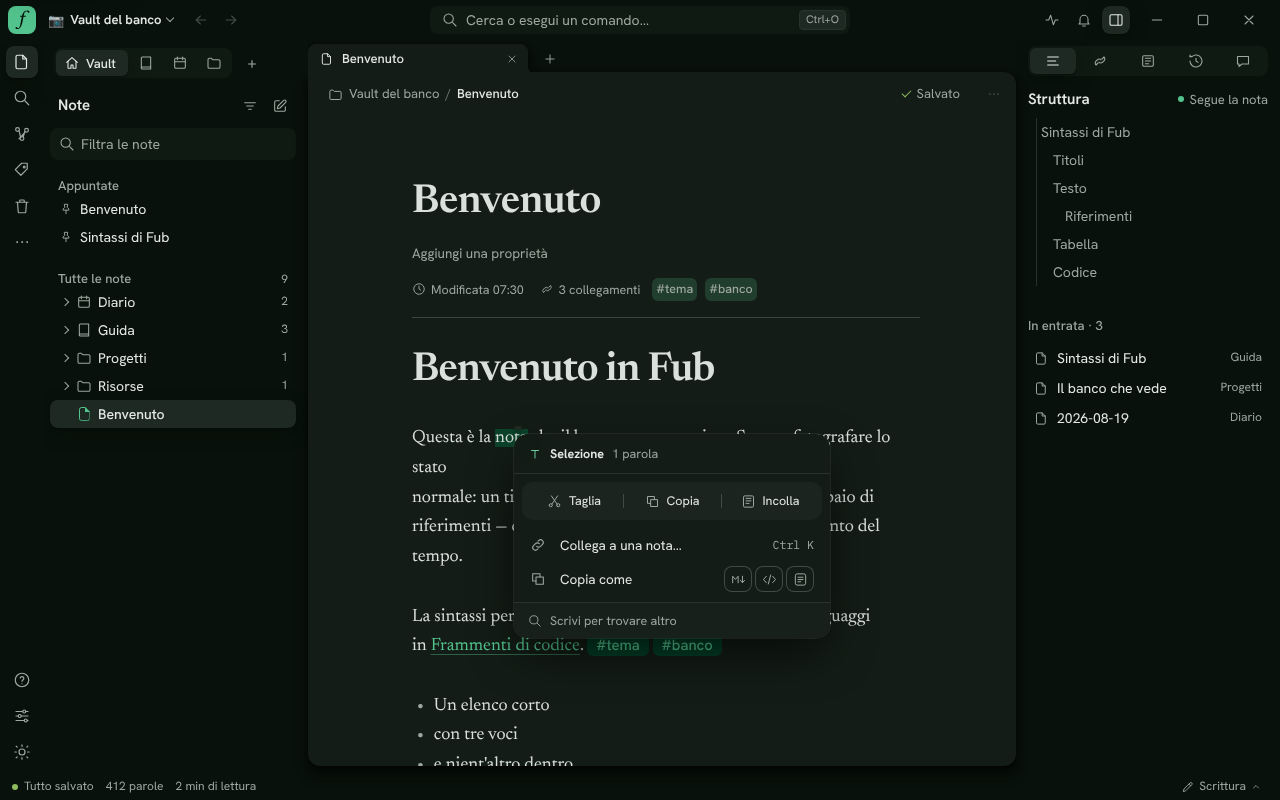 Vault del banco
Cerca o esegui un comando...
Ctrl+O
Vault
Note
Filtra le note
Appuntate
Benvenuto
Sintassi di Fub
Tutte le note 9
Diario 2
Guida 3
Progetti 1
Risorse 1
Benvenuto
Benvenuto
Vault del banco / Benvenuto
Salvato
Benvenuto
Aggiungi una proprietà
Modificata 07:30 3 collegamenti #tema #banco
Benvenuto in Fub
Questa è la
stato
normale: un
riferimenti –
tempo.
La sintassi
in Frammenti di codice. #tema #banco
Un elenco corto
con tre voci
e nient'altro dentro
Selezione 1 parola
Taglia
Copia
Incolla
Collega a una nota... Ctrl K
Copia come M↓ </>
Scrivi per trovare altro
Struttura
Segue la nota
Sintassi di Fub
Titoli
Testo
Riferimenti
Tabella
Codice
In entrata · 3
Sintassi di Fub Guida
Il banco che vede Progetti
2026-08-19 Diario
Tutto salvato 412 parole 2 min di lettura
Scrittura